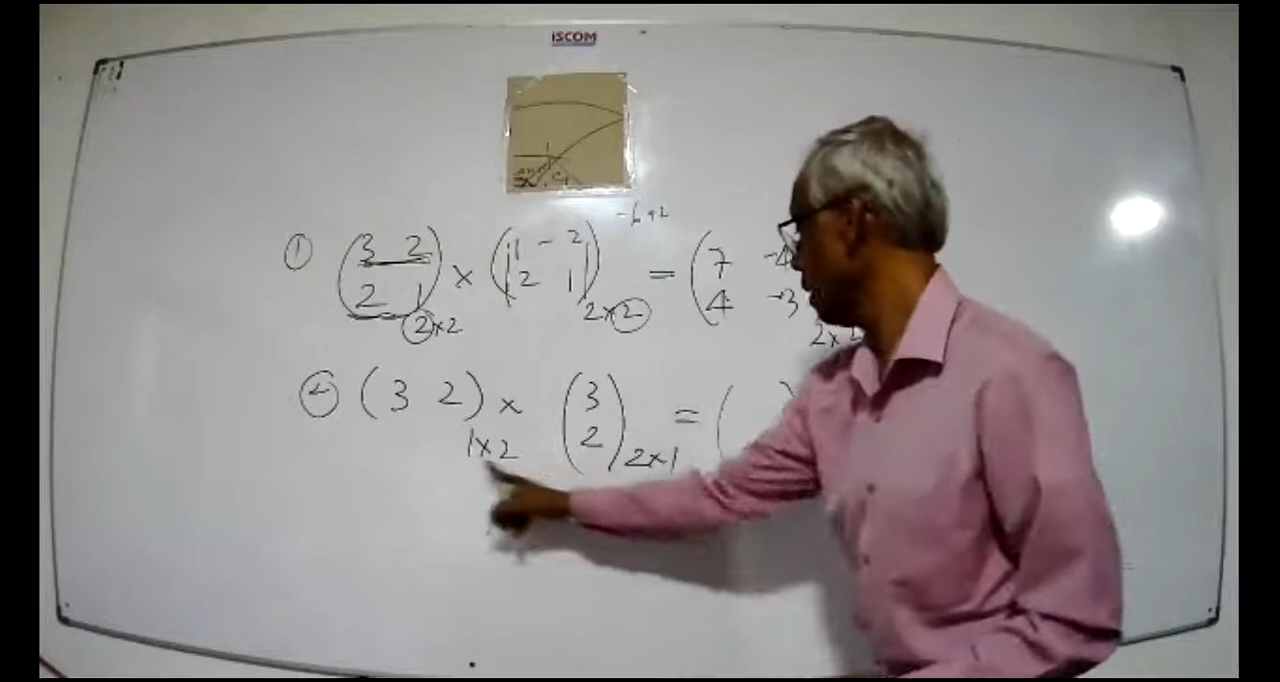 iSCOM
-6+2
① (3 2 × (1 -2 = (7 -4
2 1)2×2 2 1)2×2 4 -3
2×2
② (3 2)1×2 × (3 2)2×1 = (